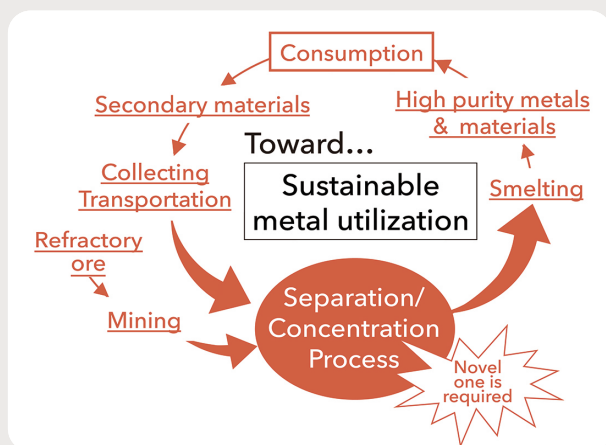 Consumption
Secondary materials
High purity metals
& materials
Toward...
Collecting
Transportation
Sustainable
metal utilization
Smelting
Refractory
ore
Mining
Separation/
Concentration
Process
Novel
one is
required